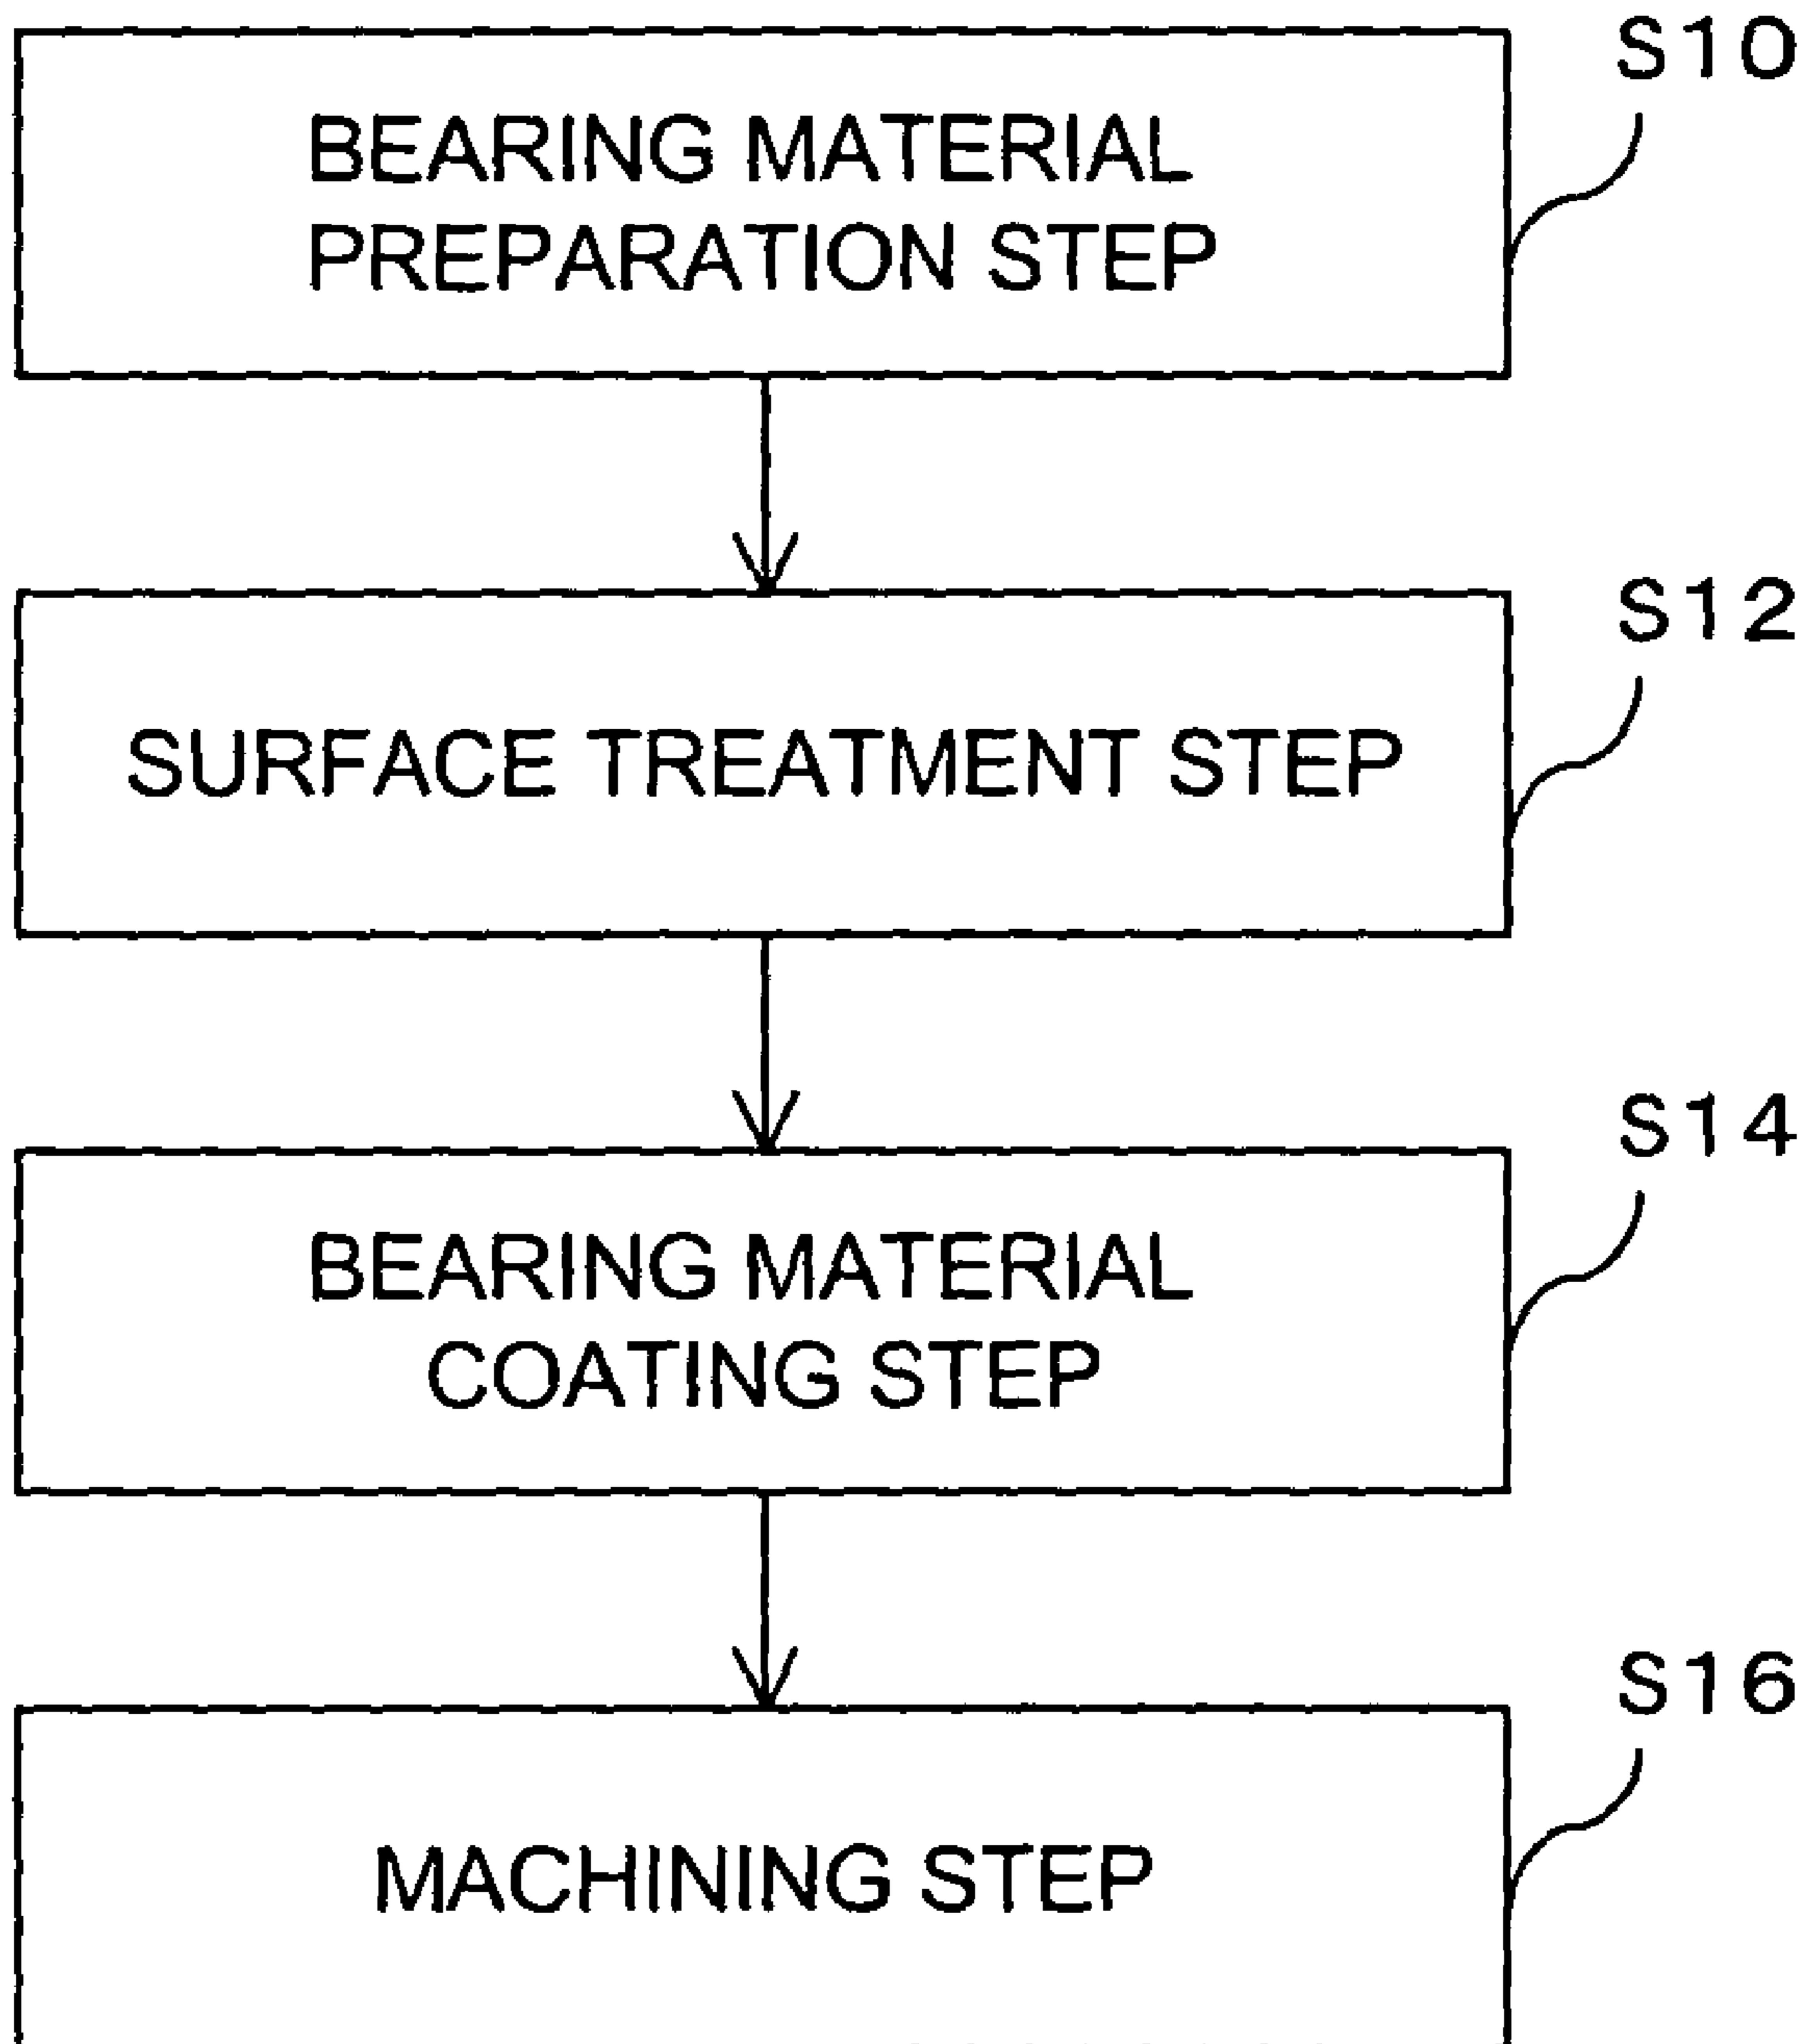 S10
BEARING MATERIAL
PREPARATION STEP
S12
SURFACE TREATMENT STEP
S14
BEARING MATERIAL
COATING STEP
S16
MACHINING STEP